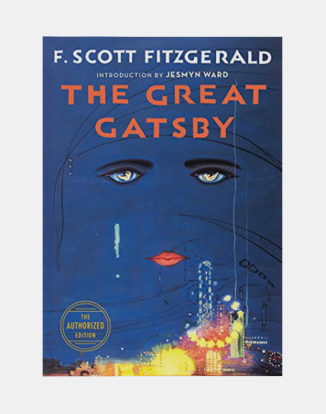 F. SCOTT FITZGERALD
INTRODUCTION BY JESMYN WARD
THE GREAT
GATSBY
THE
AUTHORIZED
EDITION